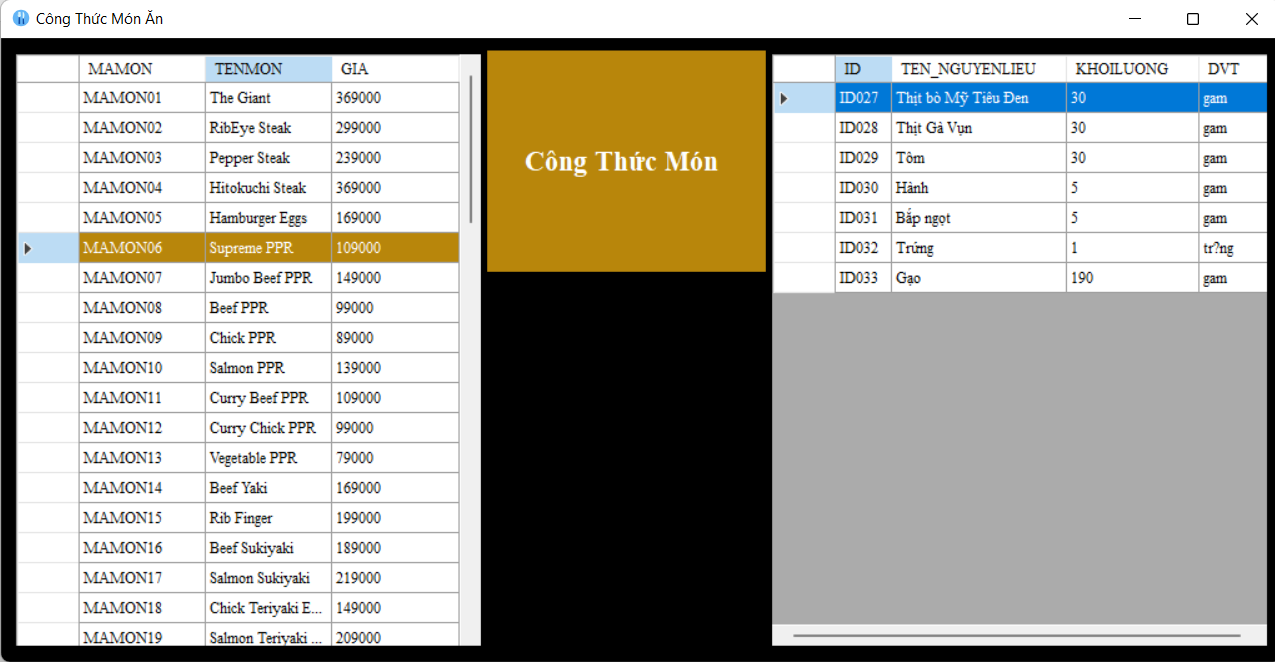 Công Thức Món Ăn
MAMON TENMON GIA
MAMON01 The Giant 369000
MAMON02 RibEye Steak 299000
MAMON03 Pepper Steak 239000
MAMON04 Hitokuchi Steak 369000
MAMON05 Hamburger Eggs 169000
MAMON06 Supreme PPR 109000
MAMON07 Jumbo Beef PPR 149000
MAMON08 Beef PPR 99000
MAMON09 Chick PPR 89000
MAMON10 Salmon PPR 139000
MAMON11 Curry Beef PPR 109000
MAMON12 Curry Chick PPR 99000
MAMON13 Vegetable PPR 79000
MAMON14 Beef Yaki 169000
MAMON15 Rib Finger 199000
MAMON16 Beef Sukiyaki 189000
MAMON17 Salmon Sukiyaki 219000
MAMON18 Chick Teriyaki E... 149000
MAMON19 Salmon Teriyaki ... 209000
Công Thức Món
ID TEN_NGUYENLIEU KHOILUONG DVT
ID027 Thịt bò Mỹ Tiêu Đen 30 gam
ID028 Thịt Gà Vụn 30 gam
ID029 Tôm 30 gam
ID030 Hành 5 gam
ID031 Bắp ngọt 5 gam
ID032 Trứng 1 tr?ng
ID033 Gạo 190 gam